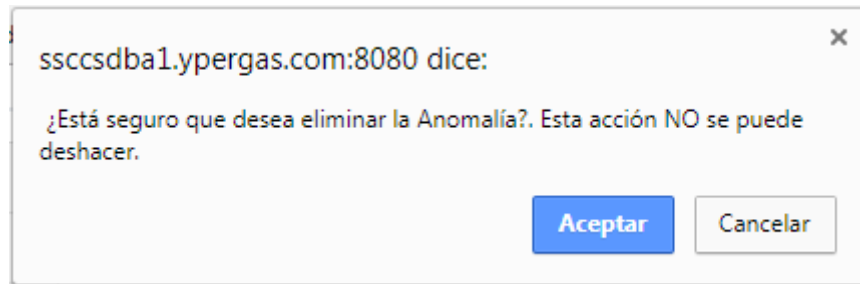 ssccsdba1.ypergas.com:8080 dice:
¿Está seguro que desea eliminar la Anomalía?. Esta acción NO se puede
deshacer.
Aceptar
Cancelar